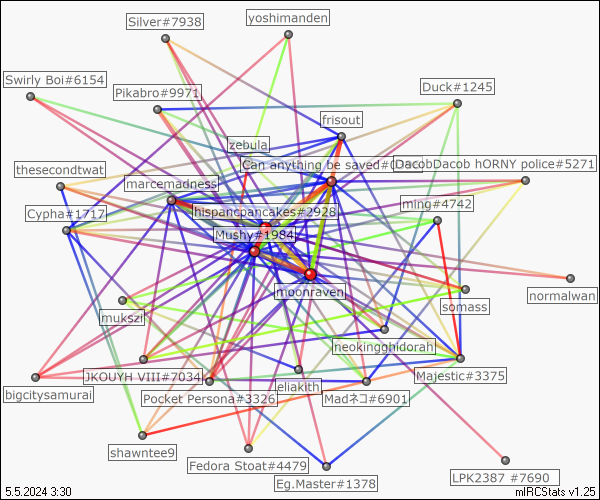 Silver#7938
yoshimanden
Swirly Boi#6154
Pikabro#9971
Duck#1245
frisout
zebula
Can anything be saved#0
DacobDacob hORNY police#5271
thesecondtwat
marcemadness
ming#4742
Cypha#1717
hispancpancakes#2928
Mushy#1984
moonraven
normalwan
somass
mukszil
neokingghidorah
JKOUYH VIII#7034
eliakith
Majestic#3375
bigcitysamurai
Pocket Persona#3326
Madネコ#6901
shawntee9
Fedora Stoat#4479
Eg.Master#1378
LPK2387 #7690
5.5.2024 3:30
mIRCStats v1.25